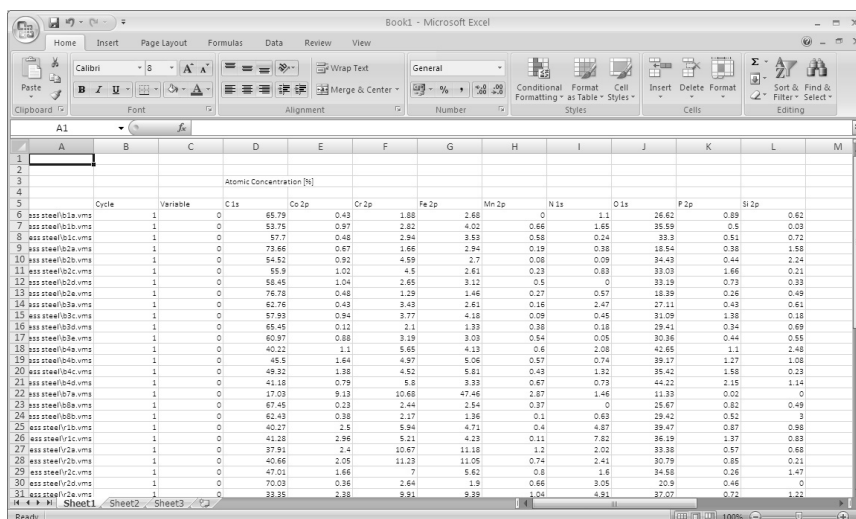 Book1 - Microsoft Excel
Home Insert Page Layout Formulas Data Review View
Calibri 8 A A Wrap Text General
Paste B I U A Merge & Center % , Conditional Formatting Format as Table Cell Styles Insert Delete Format Sort & Filter Find & Select
Clipboard Font Alignment Number Styles Cells Editing
A1 fx
A B C D E F G H I J K L M
1
2
3 Atomic Concentration [%]
4
5 Cycle Variable C 1s Co 2p Cr 2p Fe 2p Mn 2p N 1s O 1s P 2p Si 2p
6 ess steel\b1a.vms 1 0 65.79 0.43 1.88 2.68 0 1.1 26.62 0.89 0.62
7 ess steel\b1b.vms 1 0 53.75 0.97 2.82 4.02 0.66 1.65 35.59 0.5 0.03
8 ess steel\b1c.vms 1 0 57.7 0.48 2.94 3.53 0.58 0.24 33.3 0.51 0.72
9 ess steel\b2a.vms 1 0 73.66 0.67 1.66 2.94 0.19 0.38 18.54 0.38 1.58
10 ess steel\b2b.vms 1 0 54.52 0.92 4.59 2.7 0.08 0.09 34.43 0.44 2.24
11 ess steel\b2c.vms 1 0 55.9 1.02 4.5 2.61 0.23 0.83 33.03 1.66 0.21
12 ess steel\b2d.vms 1 0 58.45 1.04 2.65 3.12 0.5 0 33.19 0.73 0.33
13 ess steel\b2e.vms 1 0 76.78 0.48 1.29 1.46 0.27 0.57 18.39 0.26 0.49
14 ess steel\b3a.vms 1 0 62.76 0.43 3.43 2.61 0.16 2.47 27.11 0.43 0.61
15 ess steel\b3c.vms 1 0 57.93 0.94 3.77 4.18 0.09 0.45 31.09 1.38 0.18
16 ess steel\b3d.vms 1 0 65.45 0.12 2.1 1.33 0.38 0.18 29.41 0.34 0.69
17 ess steel\b3e.vms 1 0 60.97 0.88 3.19 3.03 0.54 0.05 30.36 0.44 0.55
18 ess steel\b4a.vms 1 0 40.22 1.1 5.65 4.13 0.6 2.08 42.65 1.1 2.48
19 ess steel\b4b.vms 1 0 45.5 1.64 4.97 5.06 0.57 0.74 39.17 1.27 1.08
20 ess steel\b4c.vms 1 0 49.32 1.38 4.52 5.81 0.43 1.32 35.42 1.58 0.23
21 ess steel\b4d.vms 1 0 41.18 0.79 5.8 3.33 0.67 0.73 44.22 2.15 1.14
22 ess steel\b7a.vms 1 0 17.03 9.13 10.68 47.46 2.87 1.46 11.33 0.02 0
23 ess steel\b8a.vms 1 0 67.45 0.23 2.44 2.54 0.37 0 25.67 0.82 0.49
24 ess steel\b8b.vms 1 0 62.43 0.38 2.17 1.36 0.1 0.63 29.42 0.52 3
25 ess steel\r1b.vms 1 0 40.27 2.5 5.94 4.71 0.4 4.87 39.47 0.87 0.98
26 ess steel\r1c.vms 1 0 41.28 2.96 5.21 4.23 0.11 7.82 36.19 1.37 0.83
27 ess steel\r2a.vms 1 0 37.91 2.4 10.67 11.18 1.2 2.02 33.38 0.57 0.68
28 ess steel\r2b.vms 1 0 40.66 2.05 11.23 11.05 0.74 2.41 30.79 0.85 0.21
29 ess steel\r2c.vms 1 0 47.01 1.66 7 5.62 0.8 1.6 34.58 0.26 1.47
30 ess steel\r2d.vms 1 0 70.03 0.36 2.64 1.9 0.66 3.05 20.9 0.46 0
31 ess steel\r2e.vms 1 0 33.35 2.38 9.91 9.39 1.04 4.91 37.07 0.72 1.22
Sheet1 Sheet2 Sheet3
Ready 100%